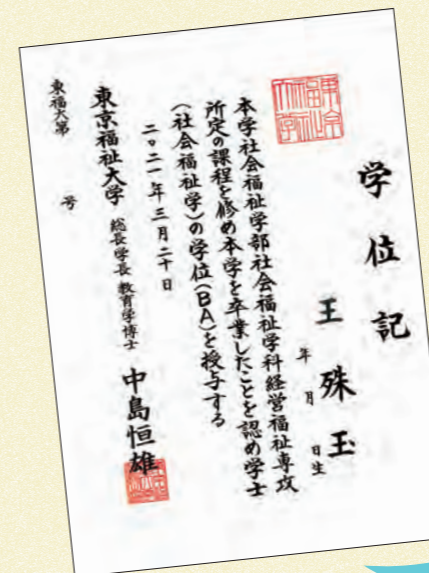 学位記
王殊玉
年月日生
本学社会福祉学部社会福祉学科経営福祉専攻
所定の課程を修め本学を卒業したことを認め学士
(社会福祉学)の学位(BA)を授与する
二〇二一年三月二十日
東京福祉大学 総長学長 教育学博士 中島恒雄
東福大第 号